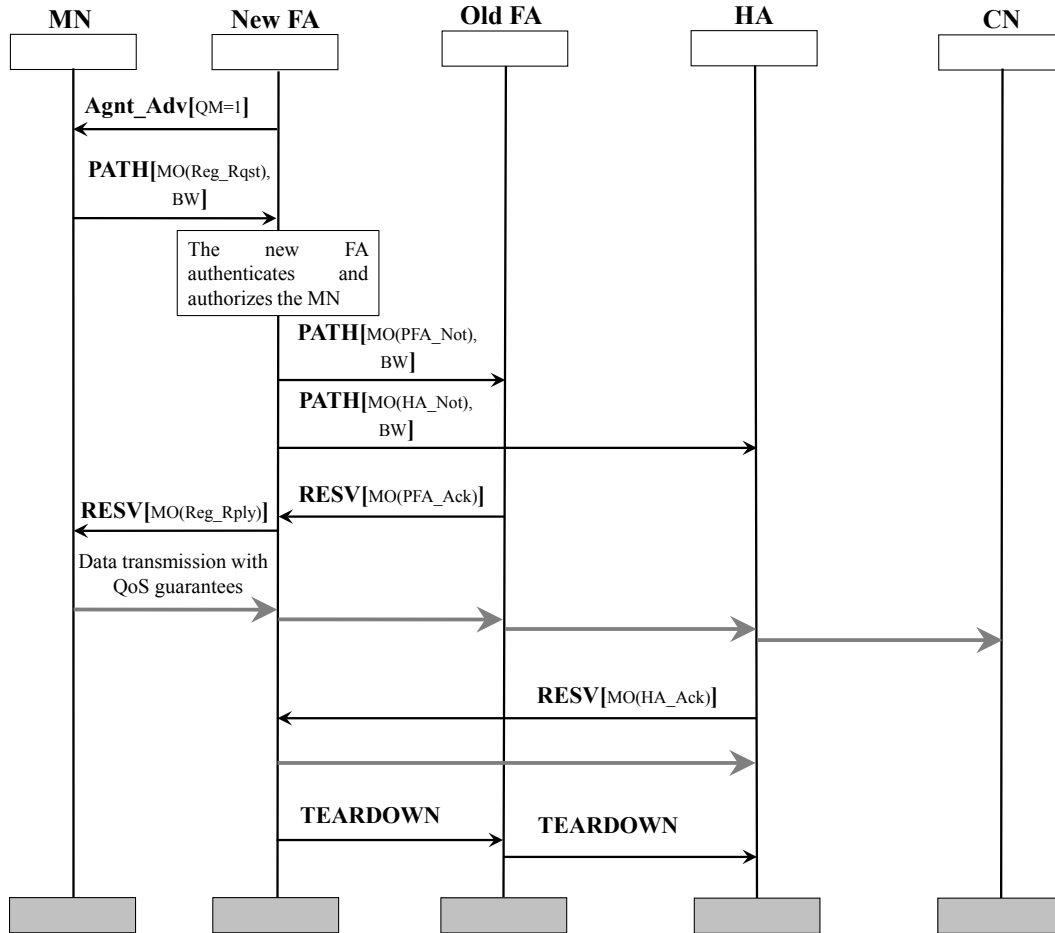 MN New FA Old FA HA CN
Agnt_Adv[QM=1]
PATH[MO(Reg_Rqst),
BW]
The new FA
authenticates and
authorizes the MN
PATH[MO(PFA_Not),
BW]
PATH[MO(HA_Not),
BW]
RESV[MO(PFA_Ack)]
RESV[MO(Reg_Rply)]
Data transmission with
QoS guarantees
RESV[MO(HA_Ack)]
TEARDOWN
TEARDOWN